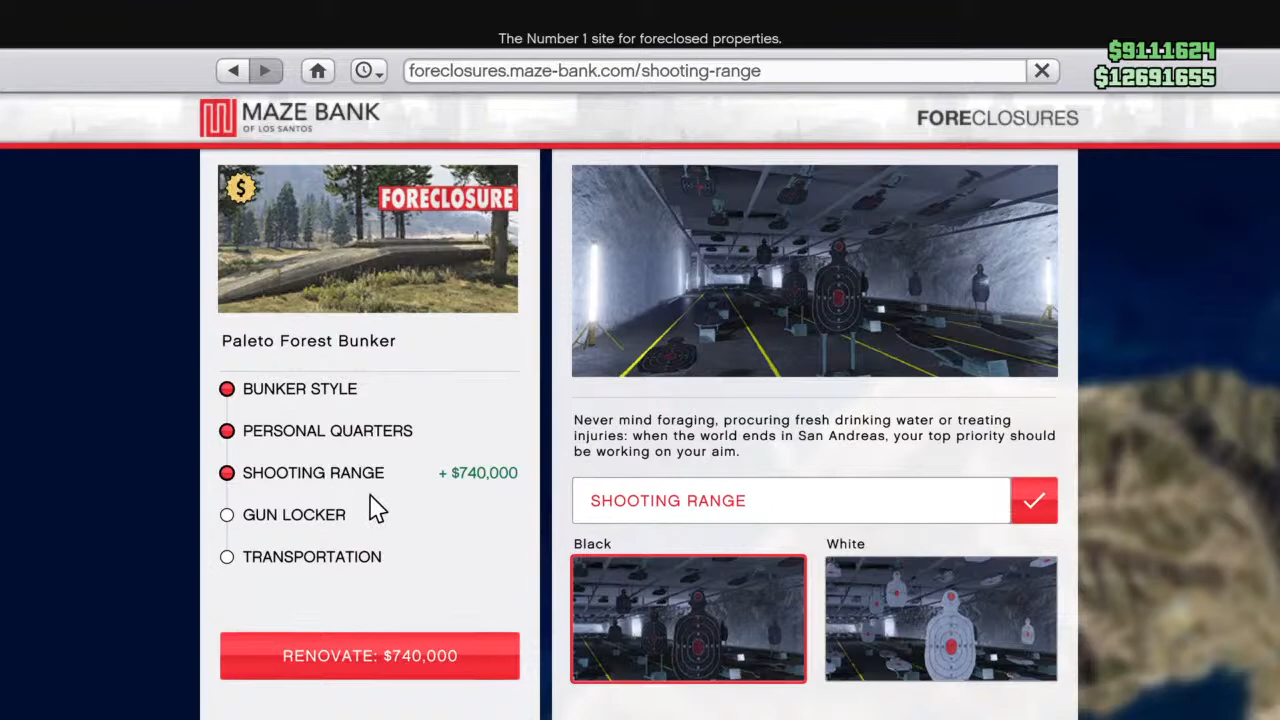 The Number 1 site for foreclosed properties.
$9111624
$12691655
foreclosures.maze-bank.com/shooting-range
MAZE BANK
OF LOS SANTOS
FORECLOSURES
$
FORECLOSURE
Paleto Forest Bunker
BUNKER STYLE
PERSONAL QUARTERS
SHOOTING RANGE + $740,000
GUN LOCKER
TRANSPORTATION
RENOVATE: $740,000
Never mind foraging, procuring fresh drinking water or treating
injuries: when the world ends in San Andreas, your top priority should
be working on your aim.
SHOOTING RANGE
Black
White